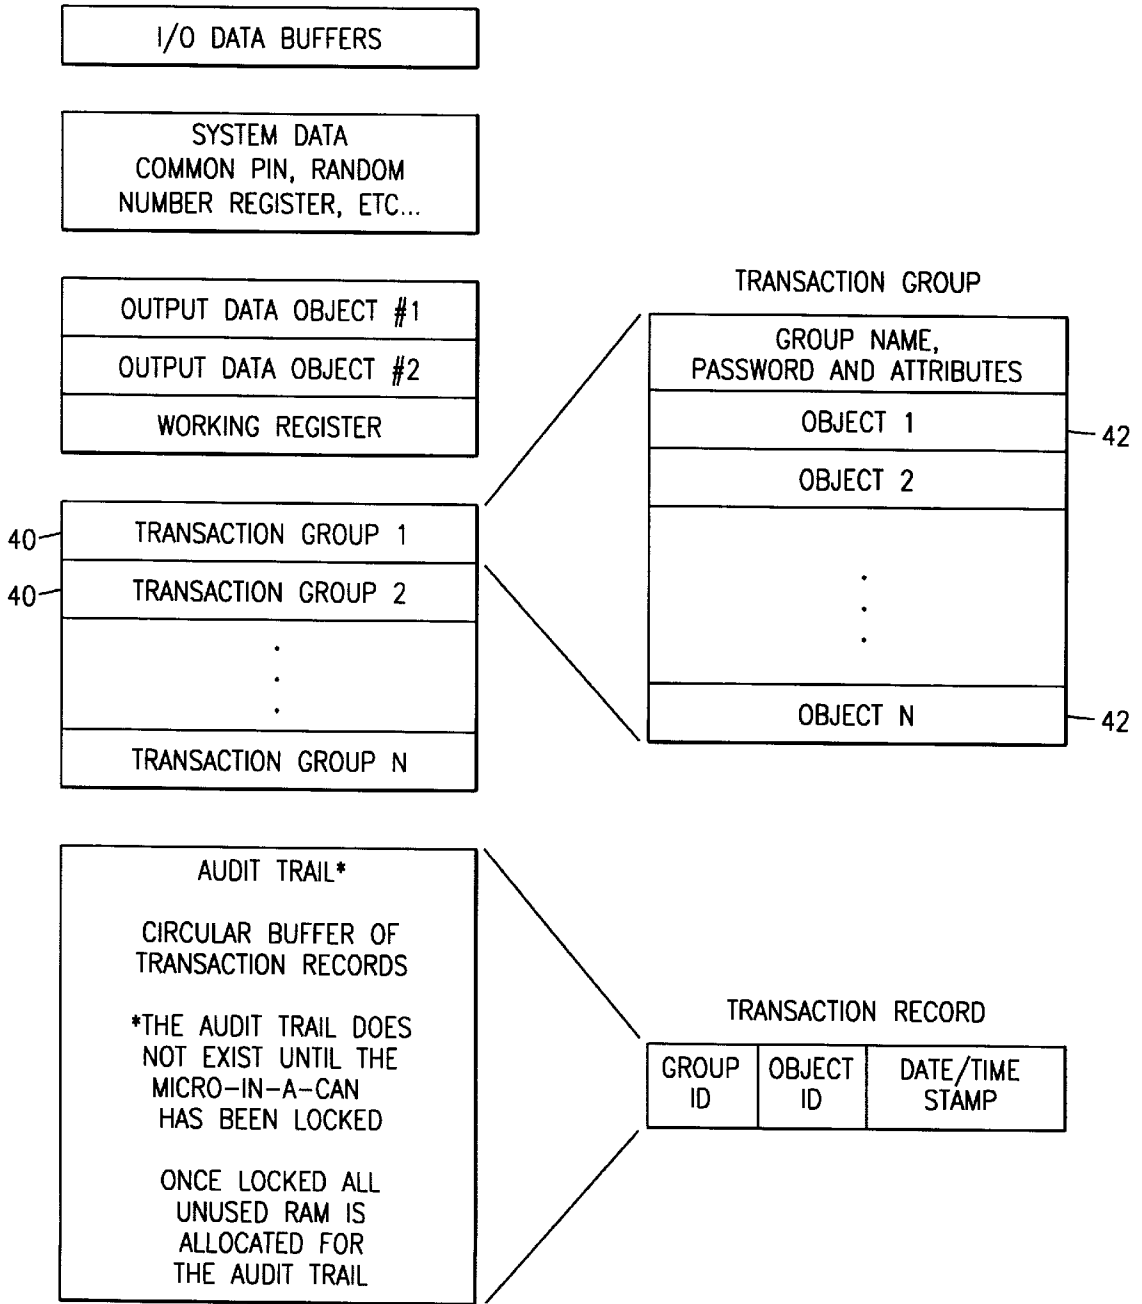 I/O DATA BUFFERS
SYSTEM DATA
COMMON PIN, RANDOM
NUMBER REGISTER, ETC...
OUTPUT DATA OBJECT #1
OUTPUT DATA OBJECT #2
WORKING REGISTER
40
TRANSACTION GROUP 1
40
TRANSACTION GROUP 2
.
.
.
TRANSACTION GROUP N
TRANSACTION GROUP
GROUP NAME,
PASSWORD AND ATTRIBUTES
OBJECT 1
42
OBJECT 2
.
.
.
OBJECT N
42
AUDIT TRAIL*
CIRCULAR BUFFER OF
TRANSACTION RECORDS
*THE AUDIT TRAIL DOES
NOT EXIST UNTIL THE
MICRO-IN-A-CAN
HAS BEEN LOCKED
ONCE LOCKED ALL
UNUSED RAM IS
ALLOCATED FOR
THE AUDIT TRAIL
TRANSACTION RECORD
GROUP
ID
OBJECT
ID
DATE/TIME
STAMP